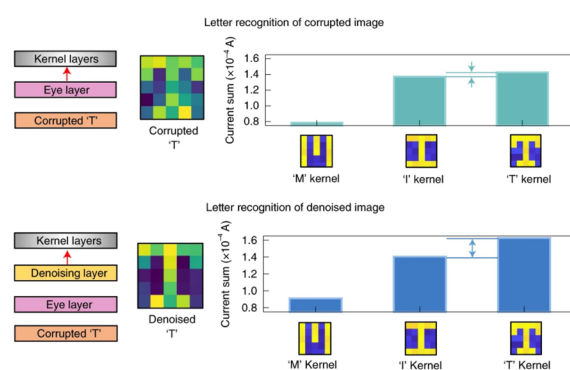 Letter recognition of corrupted image
Kernel layers
Eye layer
Corrupted 'T'
Corrupted
'T'
Current sum (×10⁻⁴ A)
1.6
1.4
1.2
1.0
0.8
'M' kernel
'I' kernel
'T' kernel
Letter recognition of denoised image
Kernel layers
Denoising layer
Eye layer
Corrupted 'T'
Denoised
'T'
Current sum (×10⁻⁴ A)
1.6
1.4
1.2
1.0
0.8
'M' Kernel
'I' Kernel
'T' Kernel